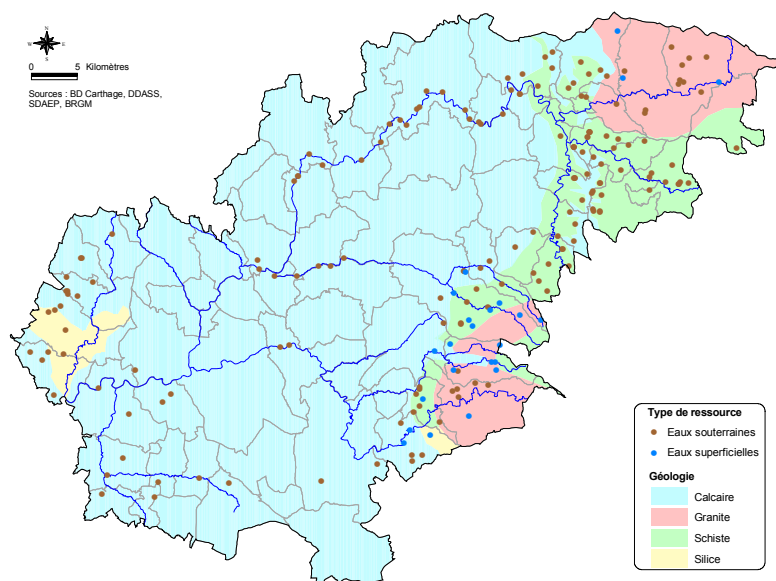 N
W E
S
0 5 Kilomètres
Sources : BD Carthage, DDASS,
SDAEP, BRGM
Type de ressource
Eaux souterraines
Eaux superficielles
Géologie
Calcaire
Granite
Schiste
Silice